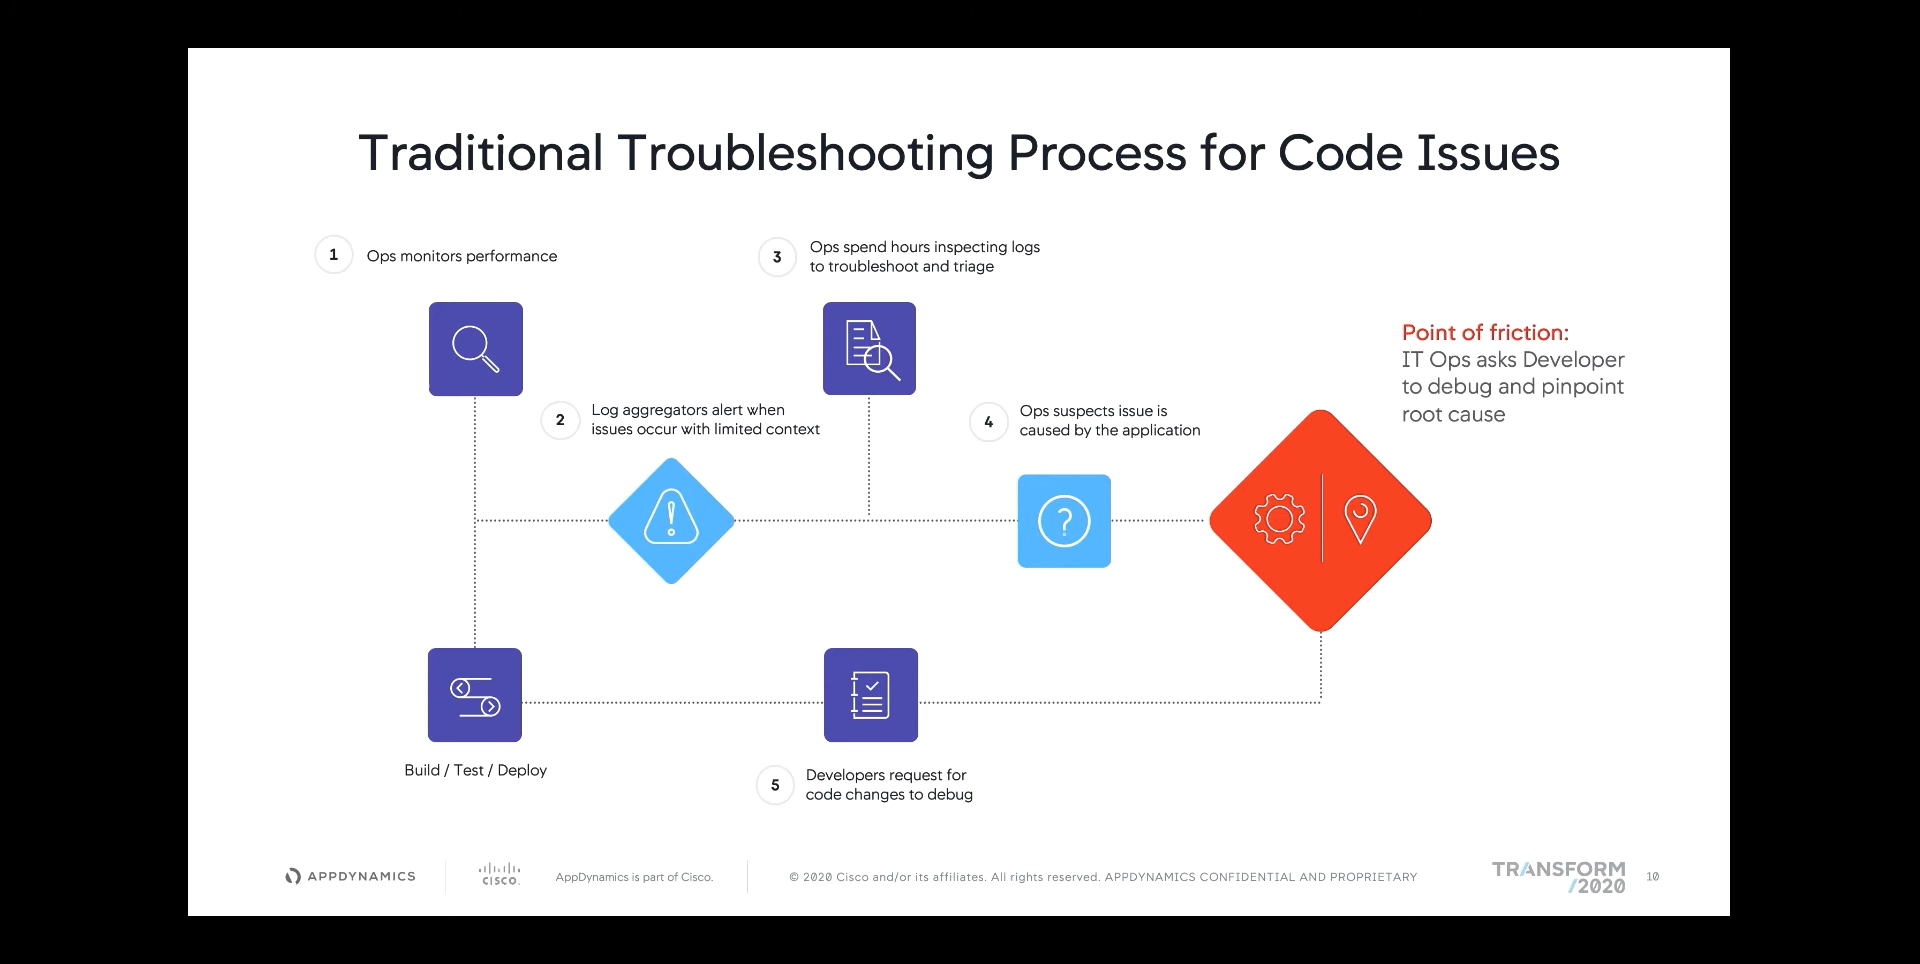 Traditional Troubleshooting Process for Code Issues
1
Ops monitors performance
3
Ops spend hours inspecting logs
to troubleshoot and triage
2
Log aggregators alert when
issues occur with limited context
4
Ops suspects issue is
caused by the application
Point of friction:
IT Ops asks Developer
to debug and pinpoint
root cause
Build / Test / Deploy
5
Developers request for
code changes to debug
APPDYNAMICS
CISCO.
AppDynamics is part of Cisco.
© 2020 Cisco and/or its affiliates. All rights reserved. APPDYNAMICS CONFIDENTIAL AND PROPRIETARY
TRANSFORM
/2020
10